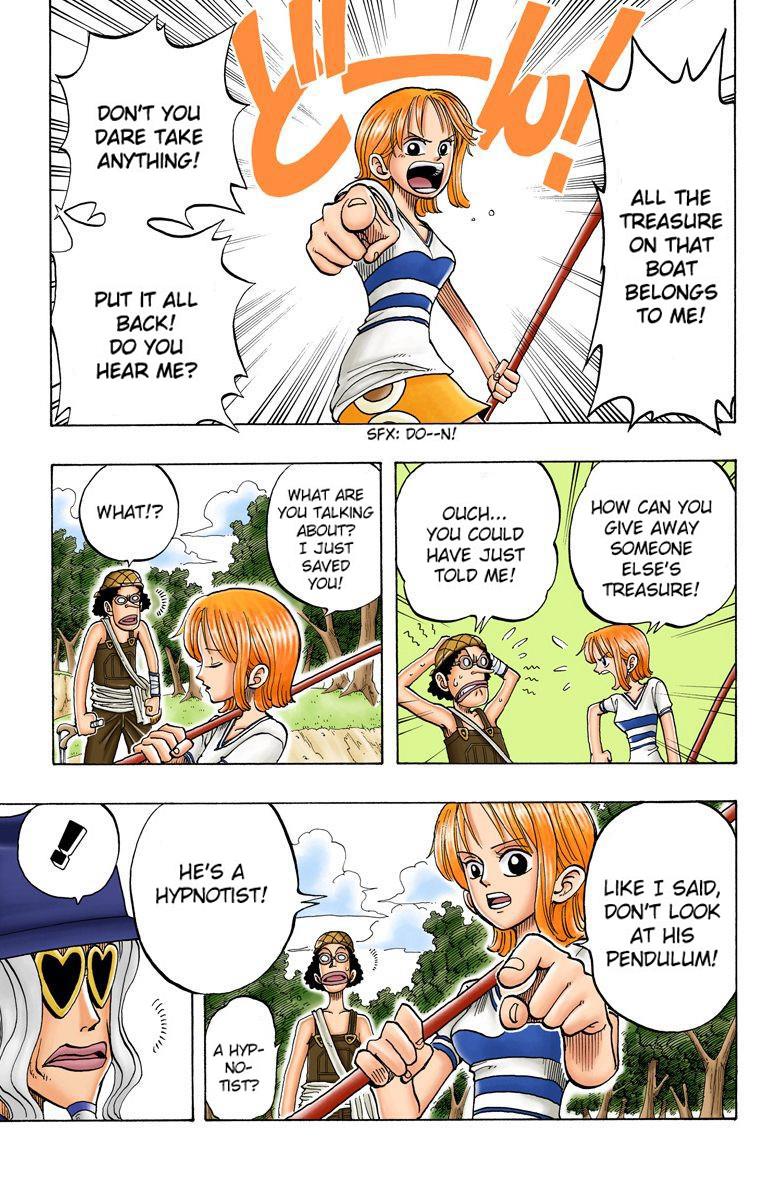 ALL THE
TREASURE
ON THAT
BOAT
BELONGS
TO ME!
どーん!
DON'T YOU
DARE TAKE
ANYTHING!
PUT IT ALL
BACK!
DO YOU
HEAR ME?
SFX: DO--N!
HOW CAN YOU
GIVE AWAY
SOMEONE
ELSE'S
TREASURE!
OUCH...
YOU COULD
HAVE JUST
TOLD ME!
WHAT ARE
YOU TALKING
ABOUT?
I JUST
SAVED
YOU!
WHAT!?
LIKE I SAID,
DON'T LOOK
AT HIS
PENDULUM!
HE'S A
HYPNOTIST!
A HYP-
NO-
TIST?
!